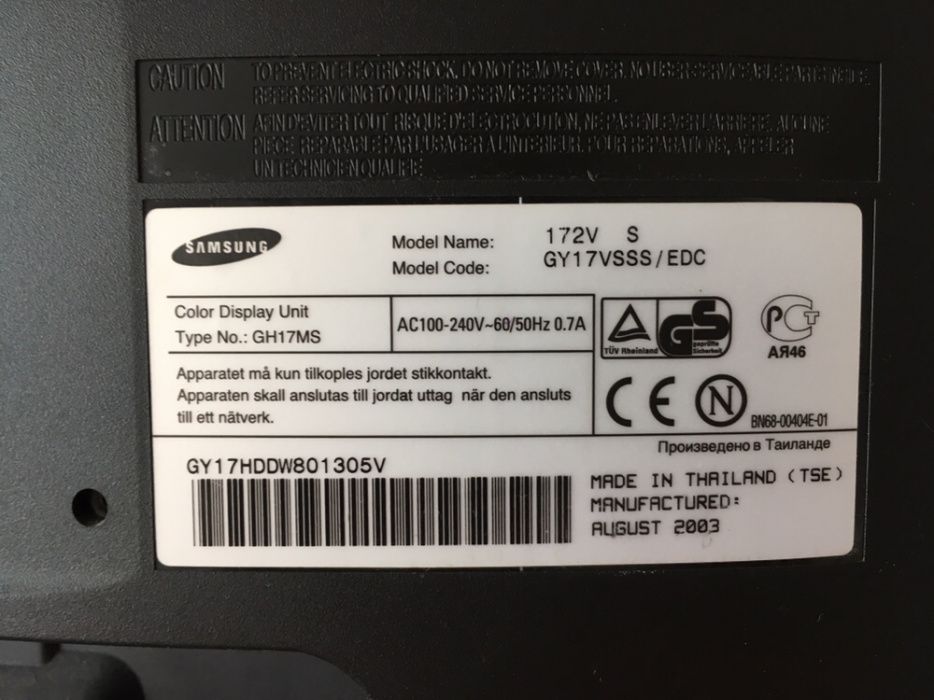 CAUTION TO PREVENT ELECTRIC SHOCK, DO NOT REMOVE COVER. NO USER SERVICEABLE PARTS INSIDE.
REFER SERVICING TO QUALIFIED SERVICE PERSONNEL.
ATTENTION AFIN D'EVITER TOUT RISQUE D'ELECTROCUTION, NE PAS ENLEVER L'ARRIERE. AUCUNE
PIECE REPARABLE PAR L'USAGER A L'INTERIEUR. POUR REPARATIONS, APPELER
UN TECHNICIEN QUALIFIE
SAMSUNG
Model Name: 172V S
Model Code: GY17VSSS/EDC
Color Display Unit
Type No.: GH17MS
AC100-240V~60/50Hz 0.7A
TÜV Rheinland
GS
geprüfte
Sicherheit
РСТ
АЯ46
Apparatet må kun tilkoples jordet stikkontakt.
Apparaten skall anslutas till jordat uttag när den ansluts
till ett nätverk.
CE N
BN68-00404E-01
Произведено в Таиланде
GY17HDDW801305V
MADE IN THAILAND (TSE)
MANUFACTURED:
AUGUST 2003